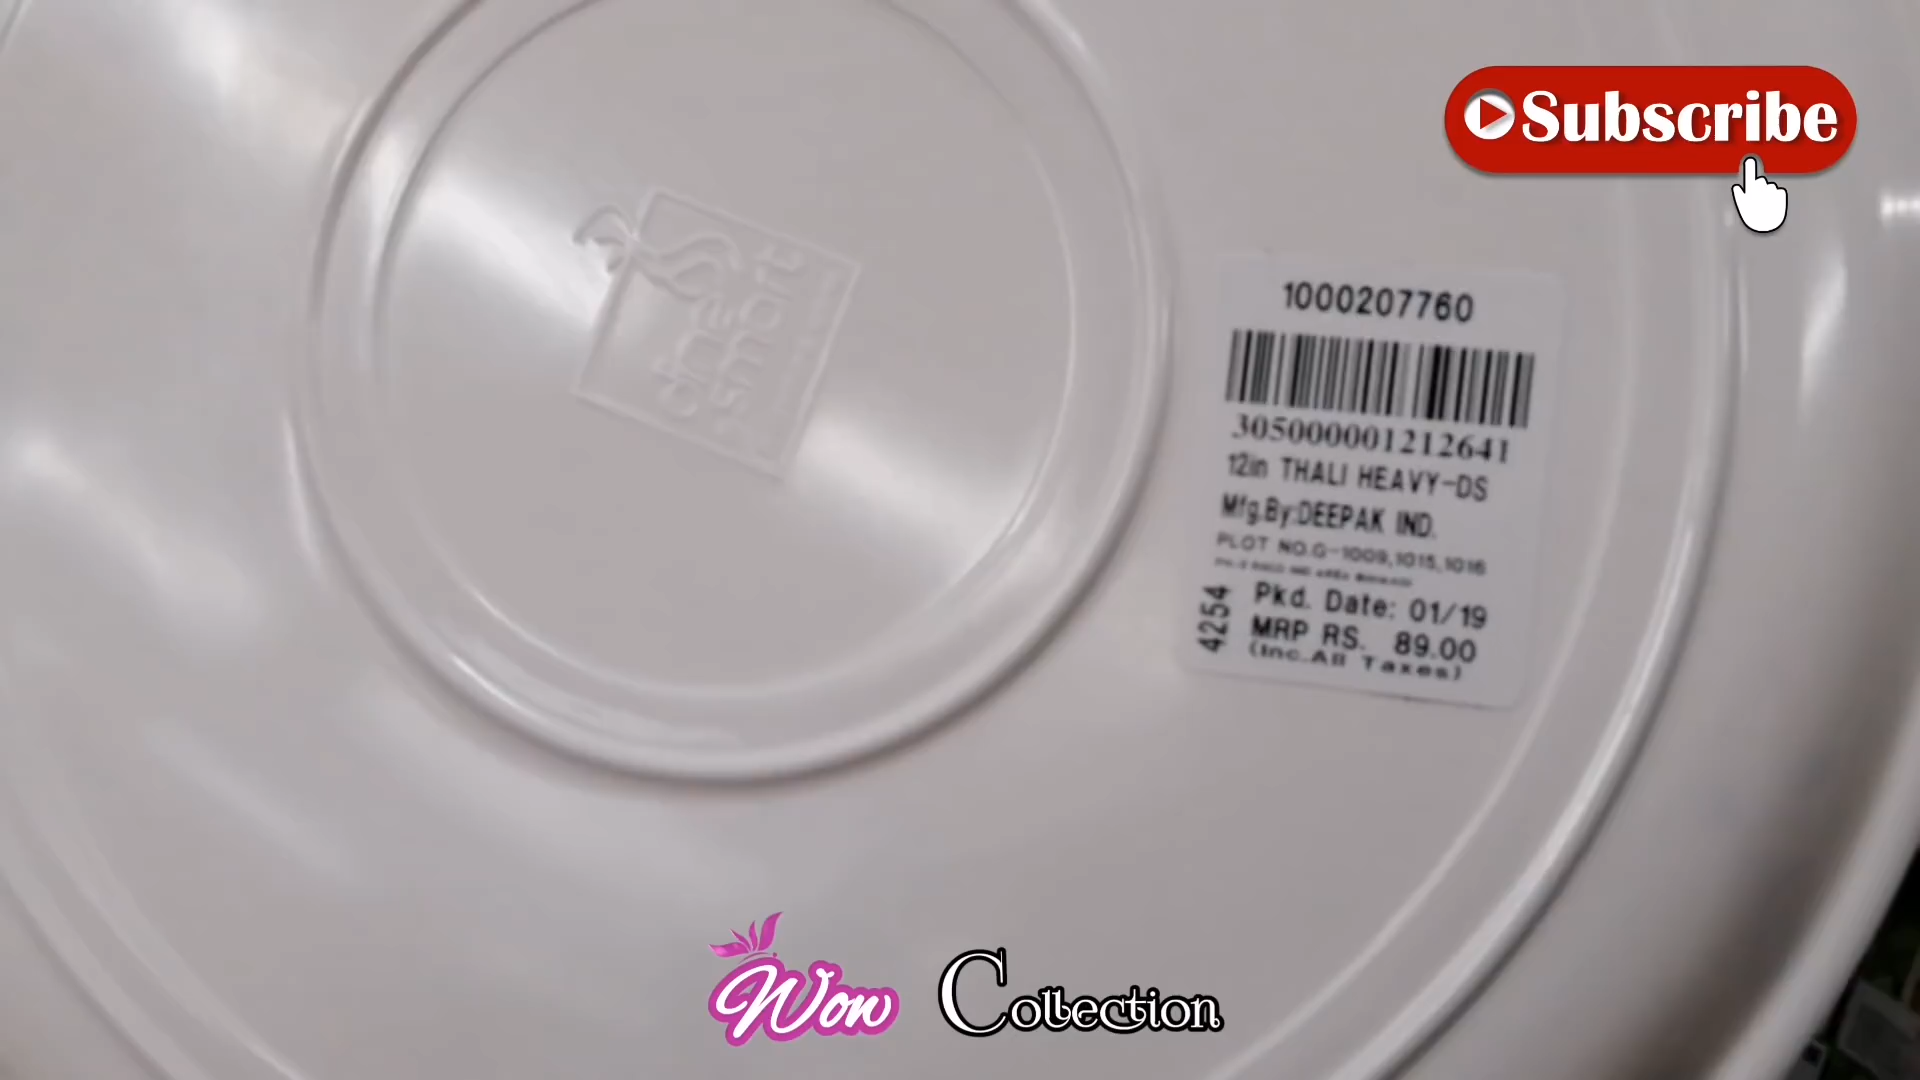 Subscribe
1000207760
305000001212641
12in THALI HEAVY-DS
Mfg.By:DEEPAK IND.
PLOT NO.G-1009,1015,1016
4254
Pkd. Date: 01/19
MRP RS. 89.00
(Inc.All Taxes)
smart
Wow Collection